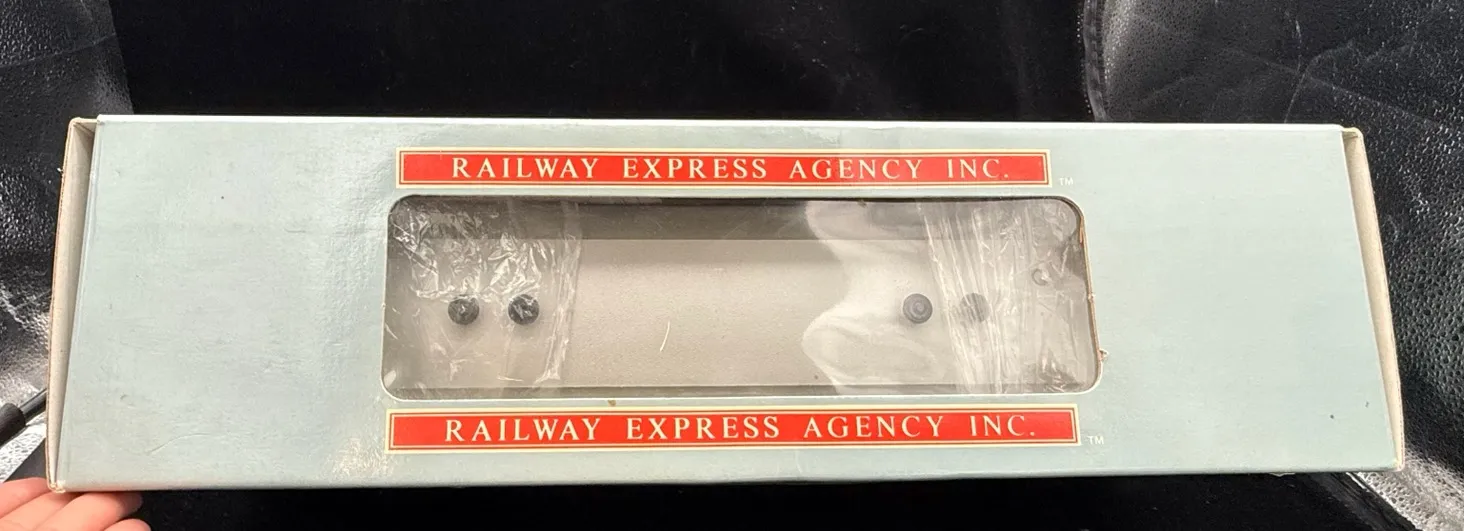 RAILWAY EXPRESS AGENCY INC. TM
RAILWAY EXPRESS AGENCY INC. TM